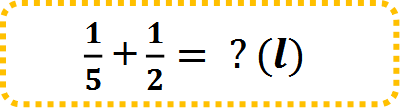 1/5 + 1/2 = ? (l)